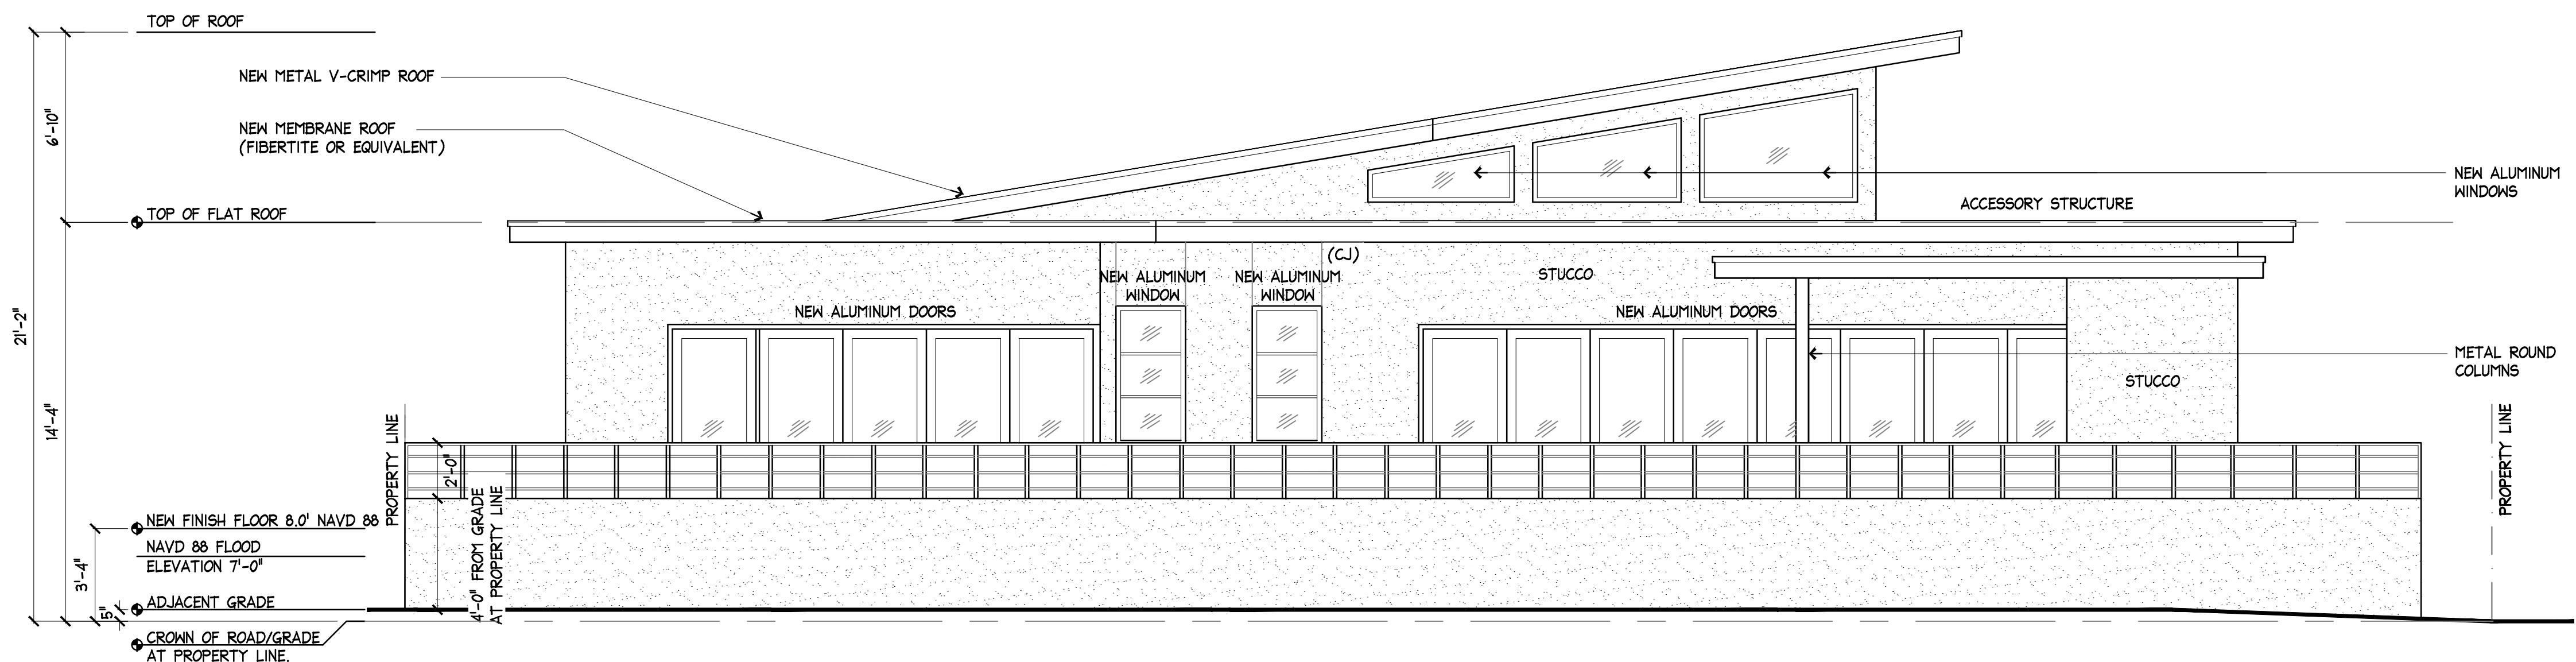 TOP OF ROOF
NEW METAL V-CRIMP ROOF
6'-10"
NEW MEMBRANE ROOF
(FIBERTITE OR EQUIVALENT)
NEW ALUMINUM
WINDOWS
ACCESSORY STRUCTURE
TOP OF FLAT ROOF
(CJ)
STUCCO
NEW ALUMINUM
WINDOW
NEW ALUMINUM
WINDOW
NEW ALUMINUM DOORS
NEW ALUMINUM DOORS
21'-2"
METAL ROUND
COLUMNS
STUCCO
14'-4"
PROPERTY LINE
PROPERTY LINE
2'-0"
NEW FINISH FLOOR 8.0' NAVD 88
NAVD 88 FLOOD
ELEVATION 7'-0"
4'-0" FROM GRADE
AT PROPERTY LINE
3'-4"
ADJACENT GRADE
5"
CROWN OF ROAD/GRADE
AT PROPERTY LINE.